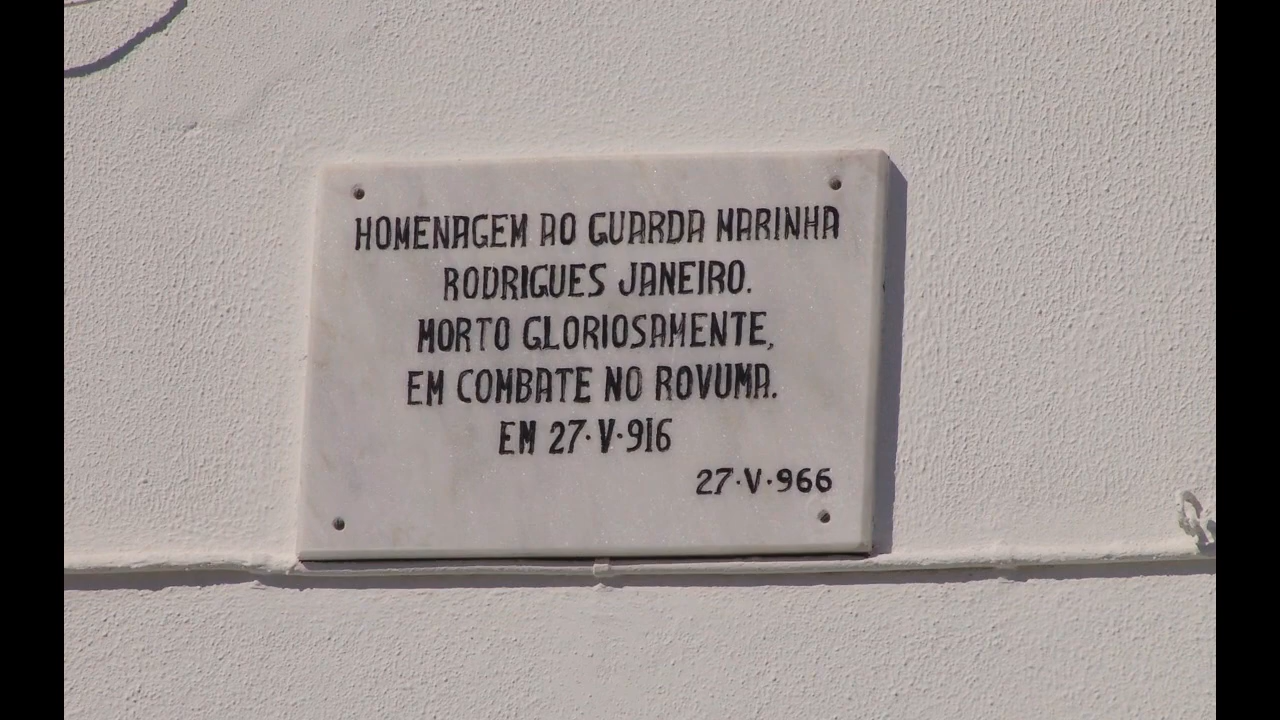 HOMENAGEM AO GUARDA MARINHA
RODRIGUES JANEIRO.
MORTO GLORIOSAMENTE,
EM COMBATE NO ROVUMA.
EM 27·V·916
27·V·966